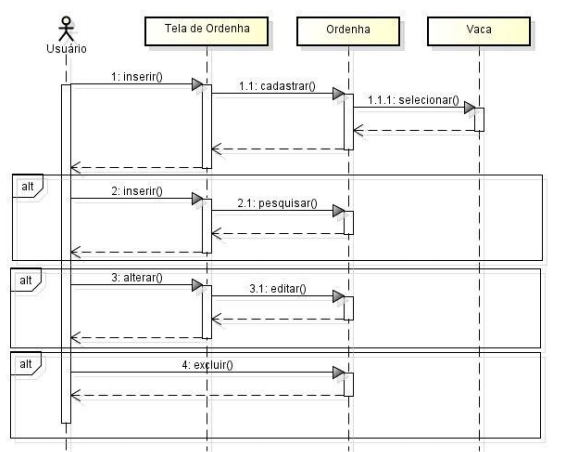 Usuário
Tela de Ordenha
Ordenha
Vaca
1: inserir()
1.1: cadastrar()
1.1.1: selecionar()
alt
2: inserir()
2.1: pesquisar()
alt
3: alterar()
3.1: editar()
alt
4: excluir()